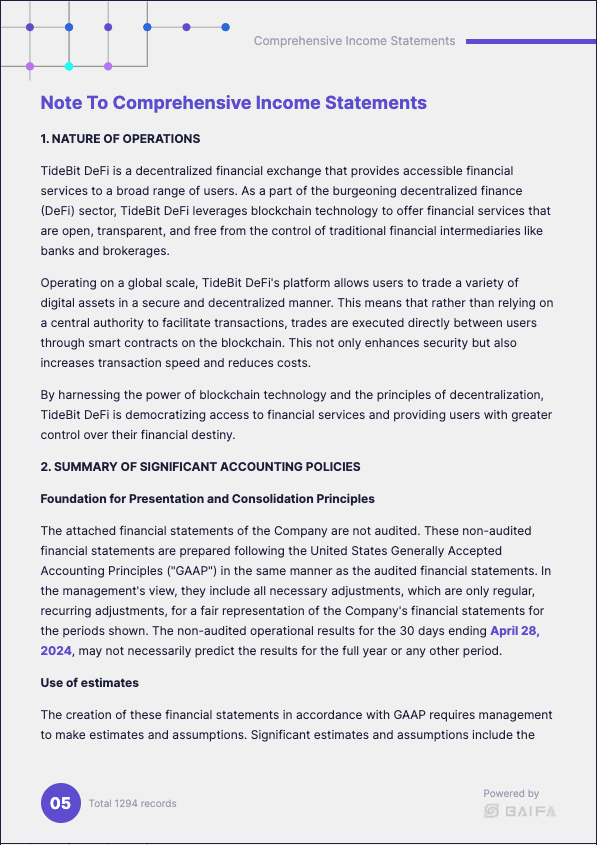 Comprehensive Income Statements
Note To Comprehensive Income Statements
1. NATURE OF OPERATIONS
TideBit DeFi is a decentralized financial exchange that provides accessible financial
services to a broad range of users. As a part of the burgeoning decentralized finance
(DeFi) sector, TideBit DeFi leverages blockchain technology to offer financial services that
are open, transparent, and free from the control of traditional financial intermediaries like
banks and brokerages.
Operating on a global scale, TideBit DeFi's platform allows users to trade a variety of
digital assets in a secure and decentralized manner. This means that rather than relying on
a central authority to facilitate transactions, trades are executed directly between users
through smart contracts on the blockchain. This not only enhances security but also
increases transaction speed and reduces costs.
By harnessing the power of blockchain technology and the principles of decentralization,
TideBit DeFi is democratizing access to financial services and providing users with greater
control over their financial destiny.
2. SUMMARY OF SIGNIFICANT ACCOUNTING POLICIES
Foundation for Presentation and Consolidation Principles
The attached financial statements of the Company are not audited. These non-audited
financial statements are prepared following the United States Generally Accepted
Accounting Principles ("GAAP") in the same manner as the audited financial statements. In
the management's view, they include all necessary adjustments, which are only regular,
recurring adjustments, for a fair representation of the Company's financial statements for
the periods shown. The non-audited operational results for the 30 days ending April 28,
2024, may not necessarily predict the results for the full year or any other period.
Use of estimates
The creation of these financial statements in accordance with GAAP requires management
to make estimates and assumptions. Significant estimates and assumptions include the
05
Total 1294 records
Powered by
BAIFA